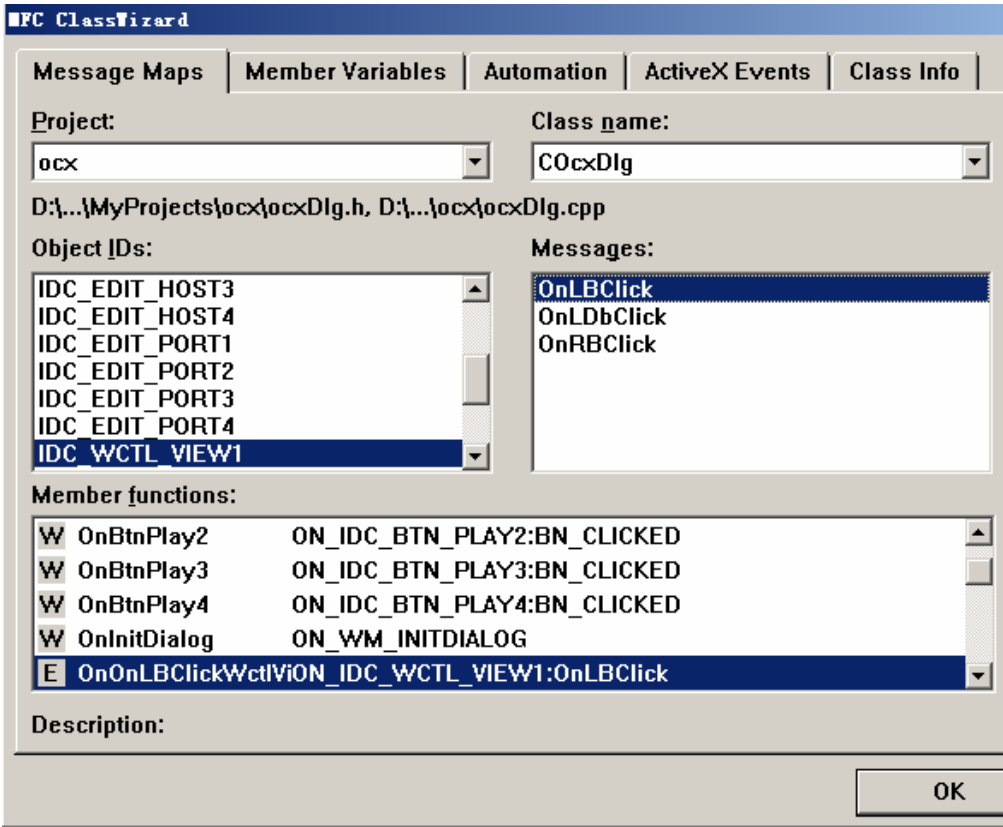 MFC ClassWizard
Message Maps
Member Variables
Automation
ActiveX Events
Class Info
Project:
Class name:
ocx
COcxDlg
D:\...\MyProjects\ocx\ocxDlg.h, D:\...\ocx\ocxDlg.cpp
Object IDs:
Messages:
IDC_EDIT_HOST3
IDC_EDIT_HOST4
IDC_EDIT_PORT1
IDC_EDIT_PORT2
IDC_EDIT_PORT3
IDC_EDIT_PORT4
IDC_WCTL_VIEW1
OnLBClick
OnLDbClick
OnRBClick
Member functions:
W OnBtnPlay2 ON_IDC_BTN_PLAY2:BN_CLICKED
W OnBtnPlay3 ON_IDC_BTN_PLAY3:BN_CLICKED
W OnBtnPlay4 ON_IDC_BTN_PLAY4:BN_CLICKED
W OnInitDialog ON_WM_INITDIALOG
E OnOnLBClickWctlViON_IDC_WCTL_VIEW1:OnLBClick
Description:
OK